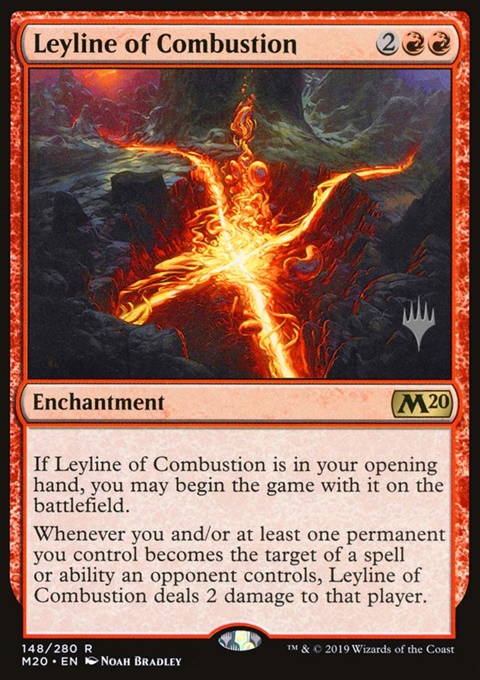 Leyline of Combustion 2
Enchantment M20
If Leyline of Combustion is in your opening
hand, you may begin the game with it on the
battlefield.
Whenever you and/or at least one permanent
you control becomes the target of a spell
or ability an opponent controls, Leyline of
Combustion deals 2 damage to that player.
148/280 R ™ & © 2019 Wizards of the Coast
M20 • EN Noah Bradley